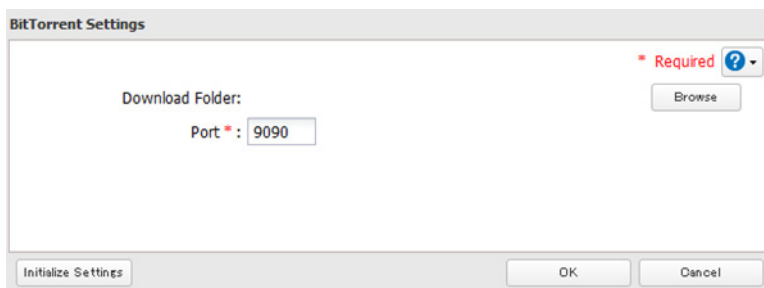 BitTorrent Settings
* Required ?
Download Folder: Browse
Port * : 9090
Initialize Settings OK Cancel